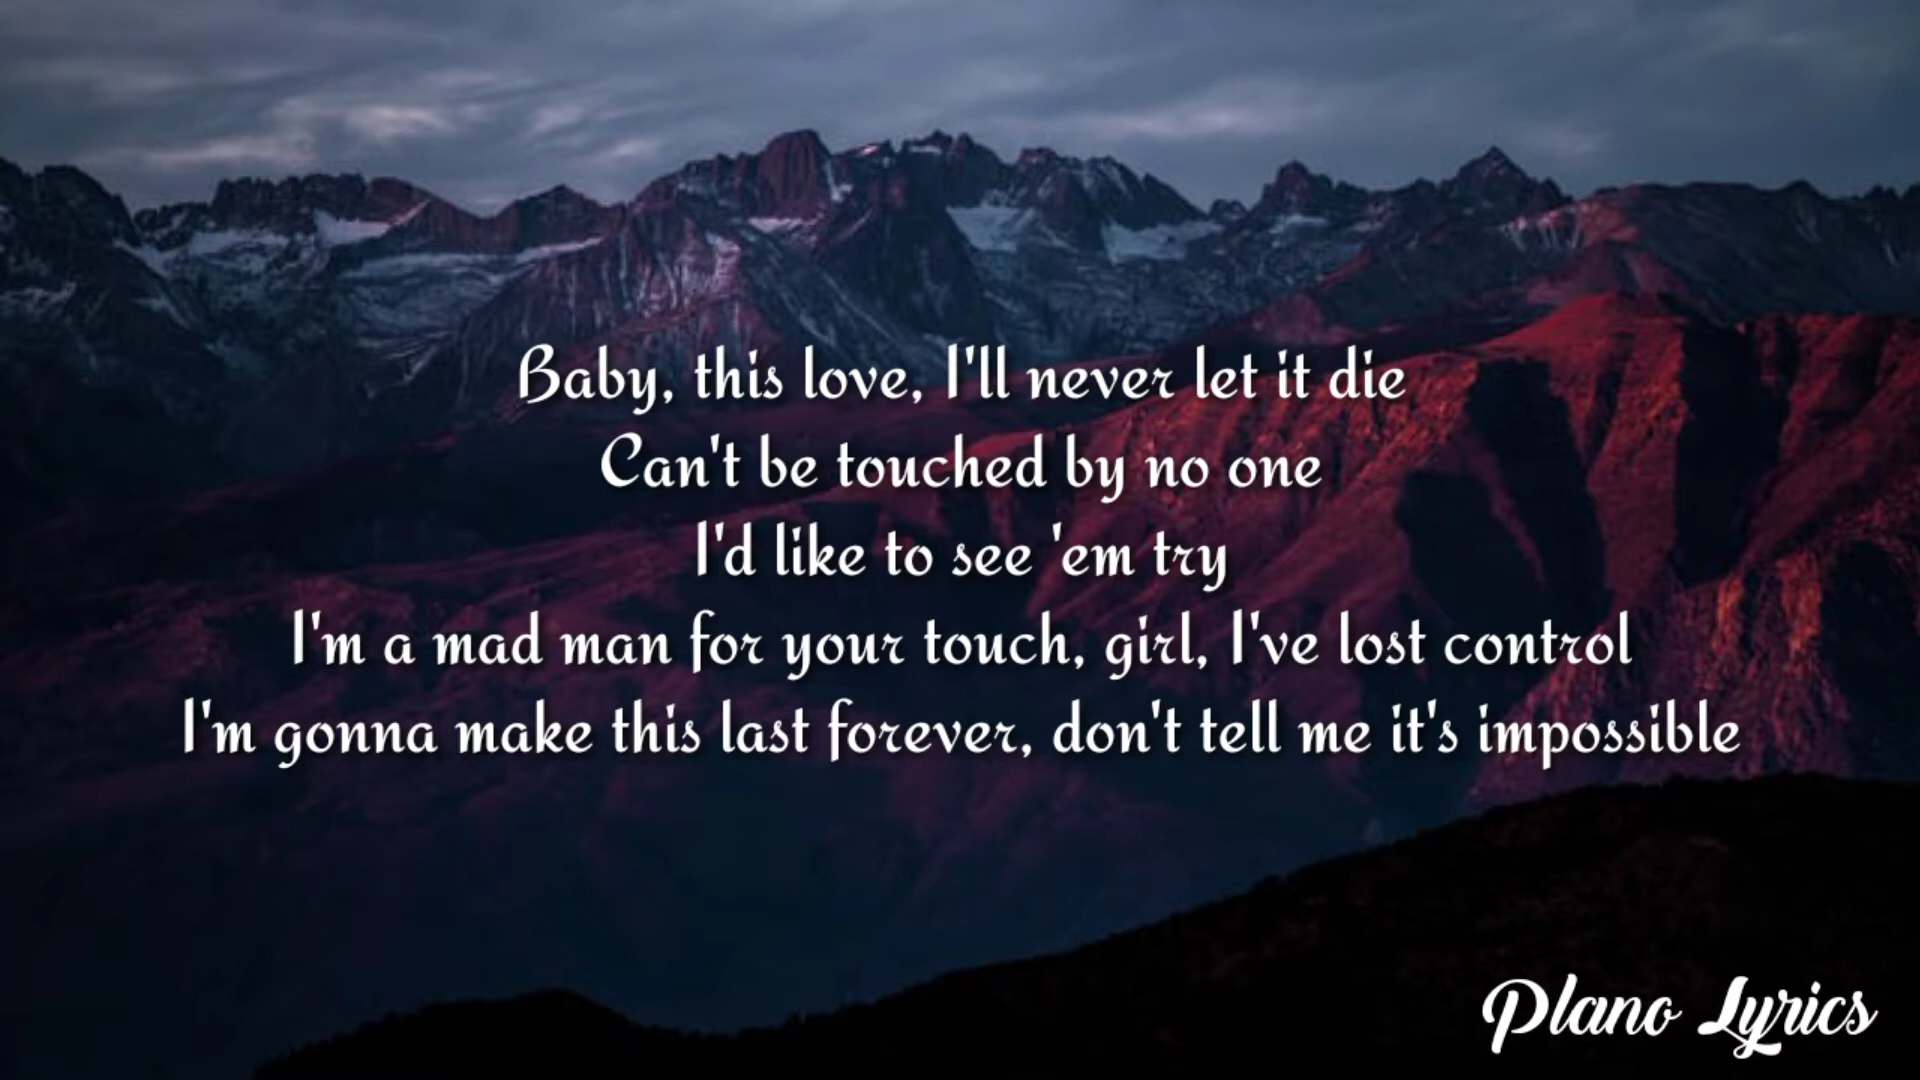 Baby, this love, I'll never let it die
Can't be touched by no one
I'd like to see 'em try
I'm a mad man for your touch, girl, I've lost control
I'm gonna make this last forever, don't tell me it's impossible
Plano Lyrics